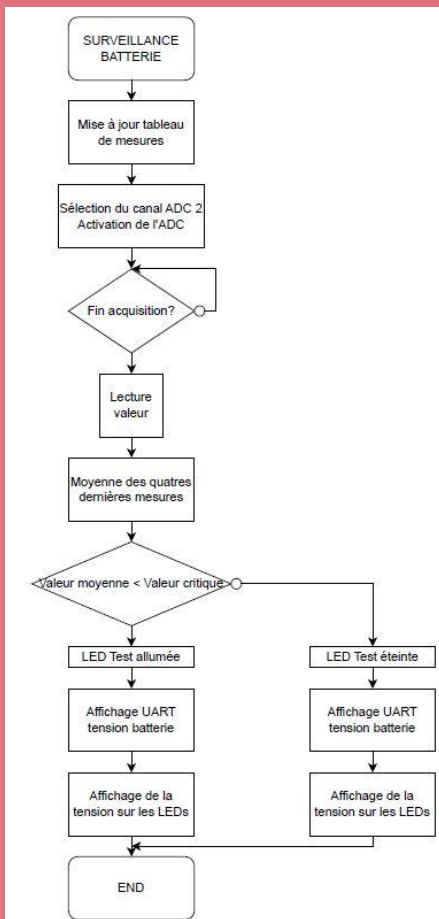 SURVEILLANCE
BATTERIE
Mise à jour tableau
de mesures
Sélection du canal ADC 2
Activation de l'ADC
Fin acquisition?
Lecture
valeur
Moyenne des quatres
dernières mesures
Valeur moyenne < Valeur critique
LED Test allumée
LED Test éteinte
Affichage UART
tension batterie
Affichage UART
tension batterie
Affichage de la
tension sur les LEDs
Affichage de la
tension sur les LEDs
END